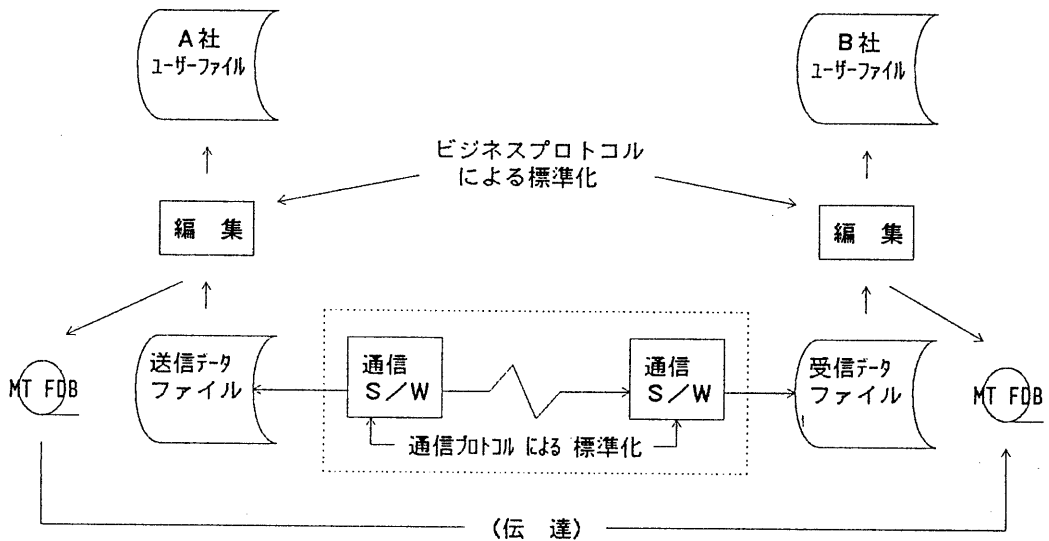 A社
ユーザーファイル
B社
ユーザーファイル
ビジネスプロトコル
による標準化
編　集
編　集
送信データ
ファイル
通信
S／W
通信
S／W
受信データ
ファイル
MT FDB
MT FDB
通信プロトコル による 標準化
(伝　達)